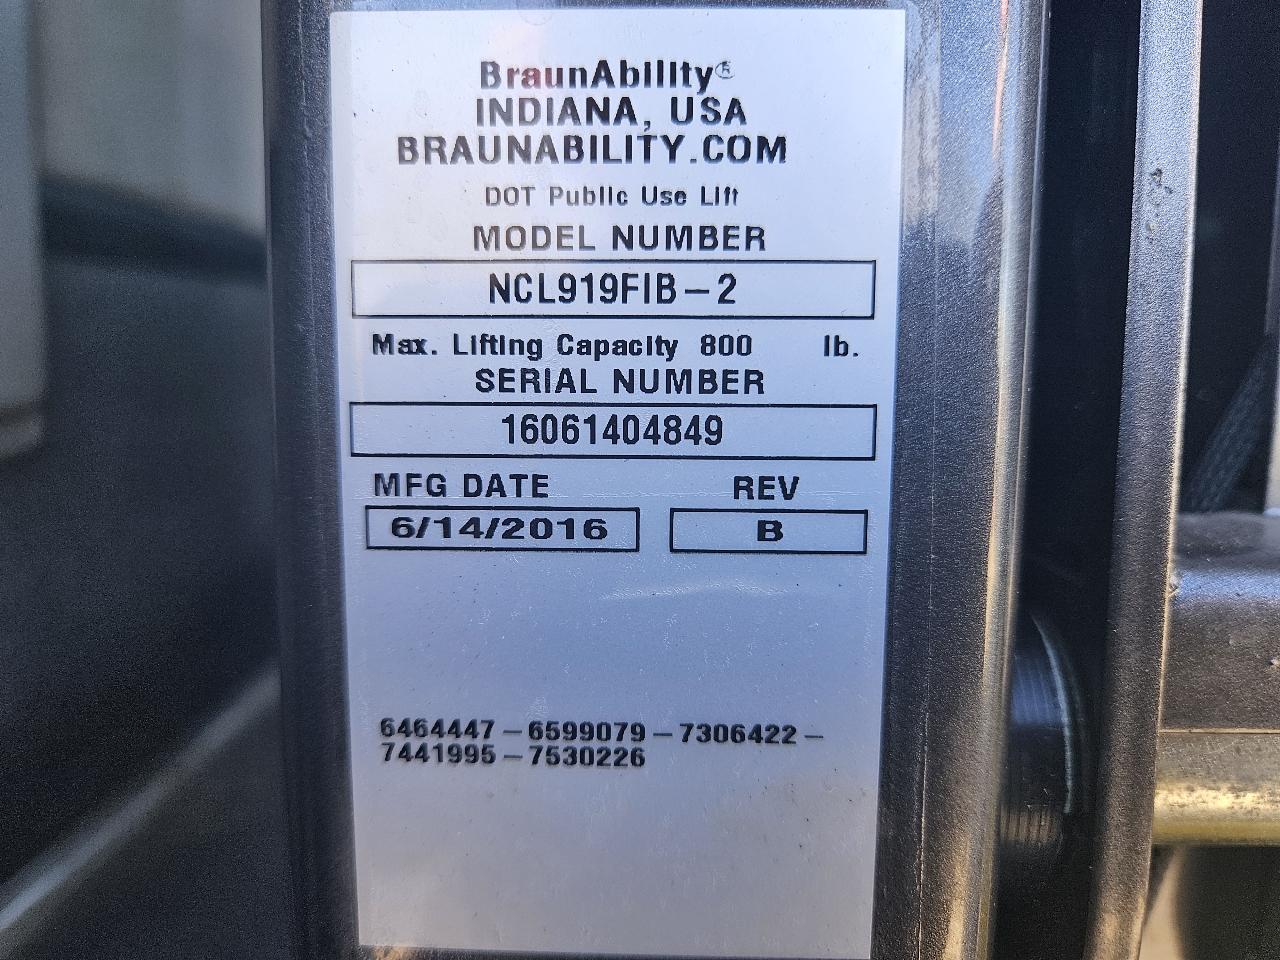 BraunAbility®
INDIANA, USA
BRAUNABILITY.COM
DOT Public Use Lift
MODEL NUMBER
NCL919FIB-2
Max. Lifting Capacity 800 lb.
SERIAL NUMBER
16061404849
MFG DATE REV
6/14/2016 B
6464447-6599079-7306422-
7441995-7530226